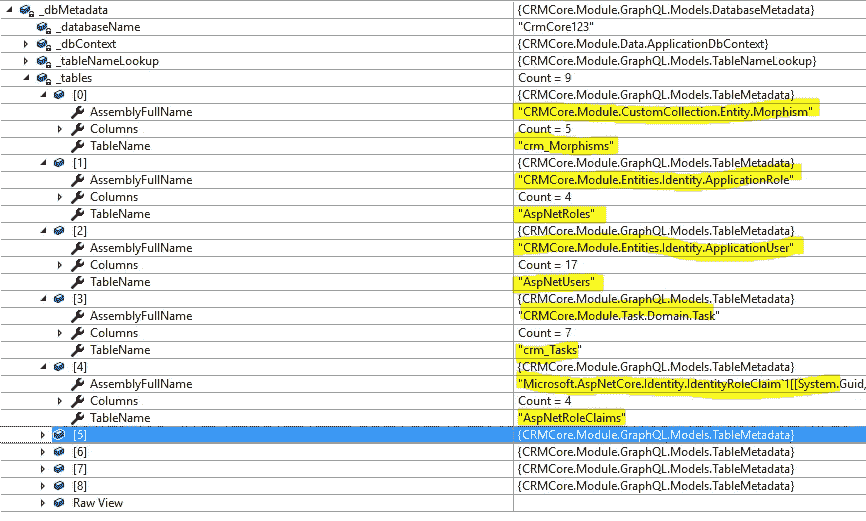 _dbMetadata {CRMCore.Module.GraphQL.Models.DatabaseMetadata}
_databaseName "CrmCore123"
_dbContext {CRMCore.Module.Data.ApplicationDbContext}
_tableNameLookup {CRMCore.Module.GraphQL.Models.TableNameLookup}
_tables Count = 9
[0] {CRMCore.Module.GraphQL.Models.TableMetadata}
AssemblyFullName "CRMCore.Module.CustomCollection.Entity.Morphism"
Columns Count = 5
TableName "crm_Morphisms"
[1] {CRMCore.Module.GraphQL.Models.TableMetadata}
AssemblyFullName "CRMCore.Module.Entities.Identity.ApplicationRole"
Columns Count = 4
TableName "AspNetRoles"
[2] {CRMCore.Module.GraphQL.Models.TableMetadata}
AssemblyFullName "CRMCore.Module.Entities.Identity.ApplicationUser"
Columns Count = 17
TableName "AspNetUsers"
[3] {CRMCore.Module.GraphQL.Models.TableMetadata}
AssemblyFullName "CRMCore.Module.Task.Domain.Task"
Columns Count = 7
TableName "crm_Tasks"
[4] {CRMCore.Module.GraphQL.Models.TableMetadata}
AssemblyFullName "Microsoft.AspNetCore.Identity.IdentityRoleClaim`1[[System.Guid,
Columns Count = 4
TableName "AspNetRoleClaims"
[5] {CRMCore.Module.GraphQL.Models.TableMetadata}
[6] {CRMCore.Module.GraphQL.Models.TableMetadata}
[7] {CRMCore.Module.GraphQL.Models.TableMetadata}
[8] {CRMCore.Module.GraphQL.Models.TableMetadata}
Raw View